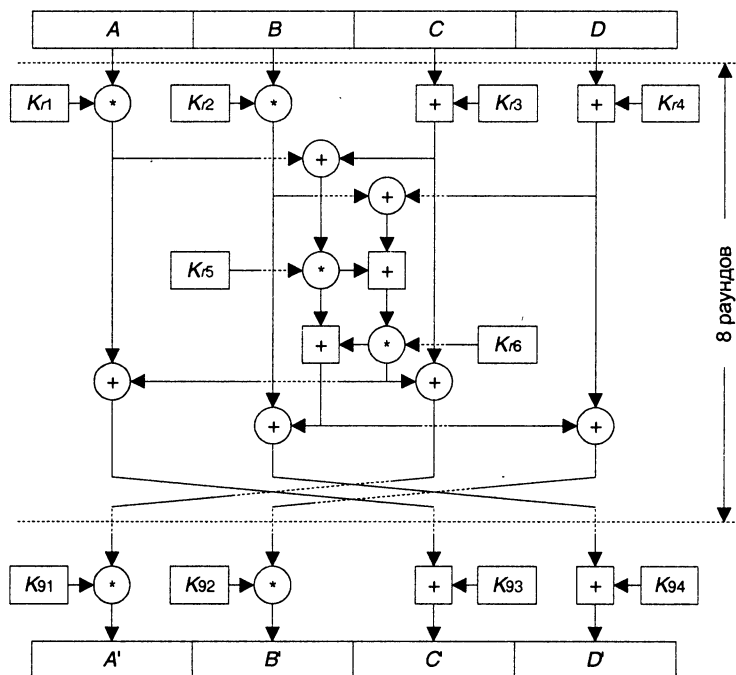 A B C D
Kr1 * Kr2 * + Kr3 + Kr4
+
+
Kr5 * +
+ * Kr6
+ +
+ +
8 раундов
K91 * K92 * + K93 + K94
A' B' C' D'